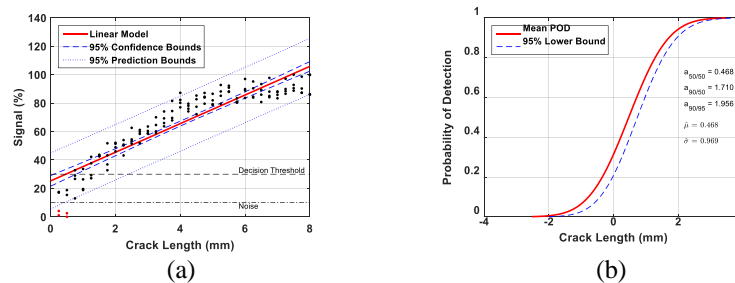 140
120
100
80
60
40
20
0
Signal (%)
Linear Model
95% Confidence Bounds
95% Prediction Bounds
Decision Threshold
Noise
0 2 4 6 8
Crack Length (mm)
(a)
1
0.8
0.6
0.4
0.2
0
Probability of Detection
Mean POD
95% Lower Bound
a50/50 = 0.468
a90/50 = 1.710
a90/95 = 1.956
μ̂ = 0.468
σ̂ = 0.969
-4 -2 0 2
Crack Length (mm)
(b)